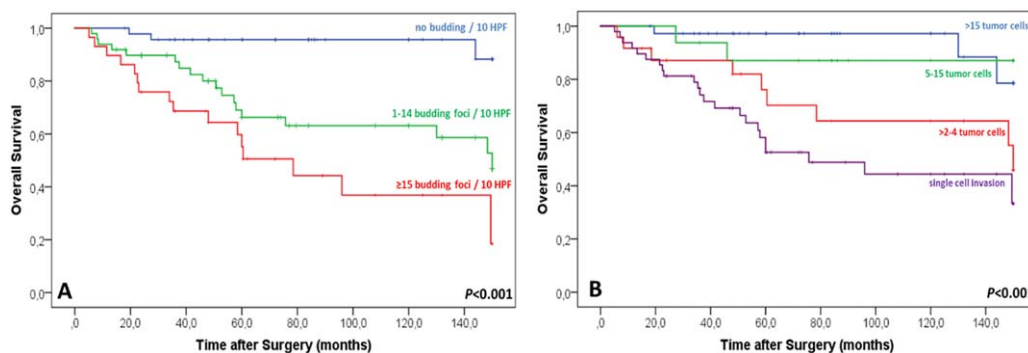 no budding / 10 HPF
1-14 budding foci / 10 HPF
≥15 budding foci / 10 HPF
Overall Survival
1,0
0,8
0,6
0,4
0,2
0,0
A
P<0.001
,0 20,0 40,0 60,0 80,0 100,0 120,0 140,0
Time after Surgery (months)
>15 tumor cells
5-15 tumor cells
>2-4 tumor cells
single cell invasion
Overall Survival
1,0
0,8
0,6
0,4
0,2
0,0
B
P<0.00
,0 20,0 40,0 60,0 80,0 100,0 120,0 140,0
Time after Surgery (months)